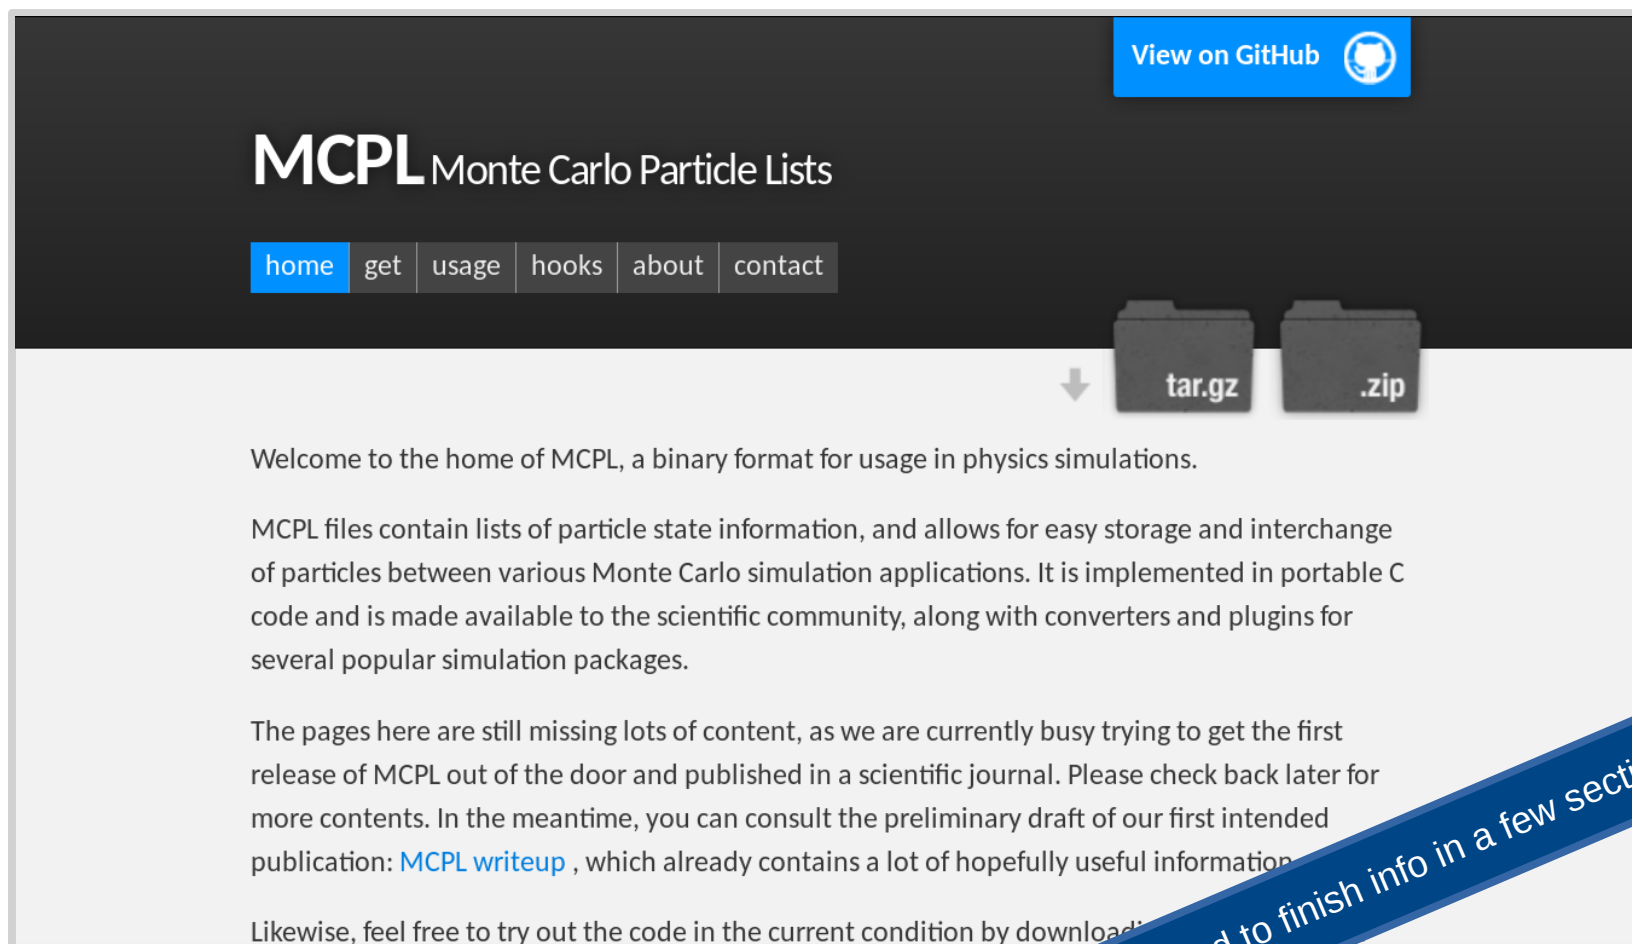 View on GitHub
MCPL Monte Carlo Particle Lists
home get usage hooks about contact
tar.gz .zip
Welcome to the home of MCPL, a binary format for usage in physics simulations.
MCPL files contain lists of particle state information, and allows for easy storage and interchange
of particles between various Monte Carlo simulation applications. It is implemented in portable C
code and is made available to the scientific community, along with converters and plugins for
several popular simulation packages.
The pages here are still missing lots of content, as we are currently busy trying to get the first
release of MCPL out of the door and published in a scientific journal. Please check back later for
more contents. In the meantime, you can consult the preliminary draft of our first intended
publication: MCPL writeup , which already contains a lot of hopefully useful information
Likewise, feel free to try out the code in the current condition by
to finish info in a few